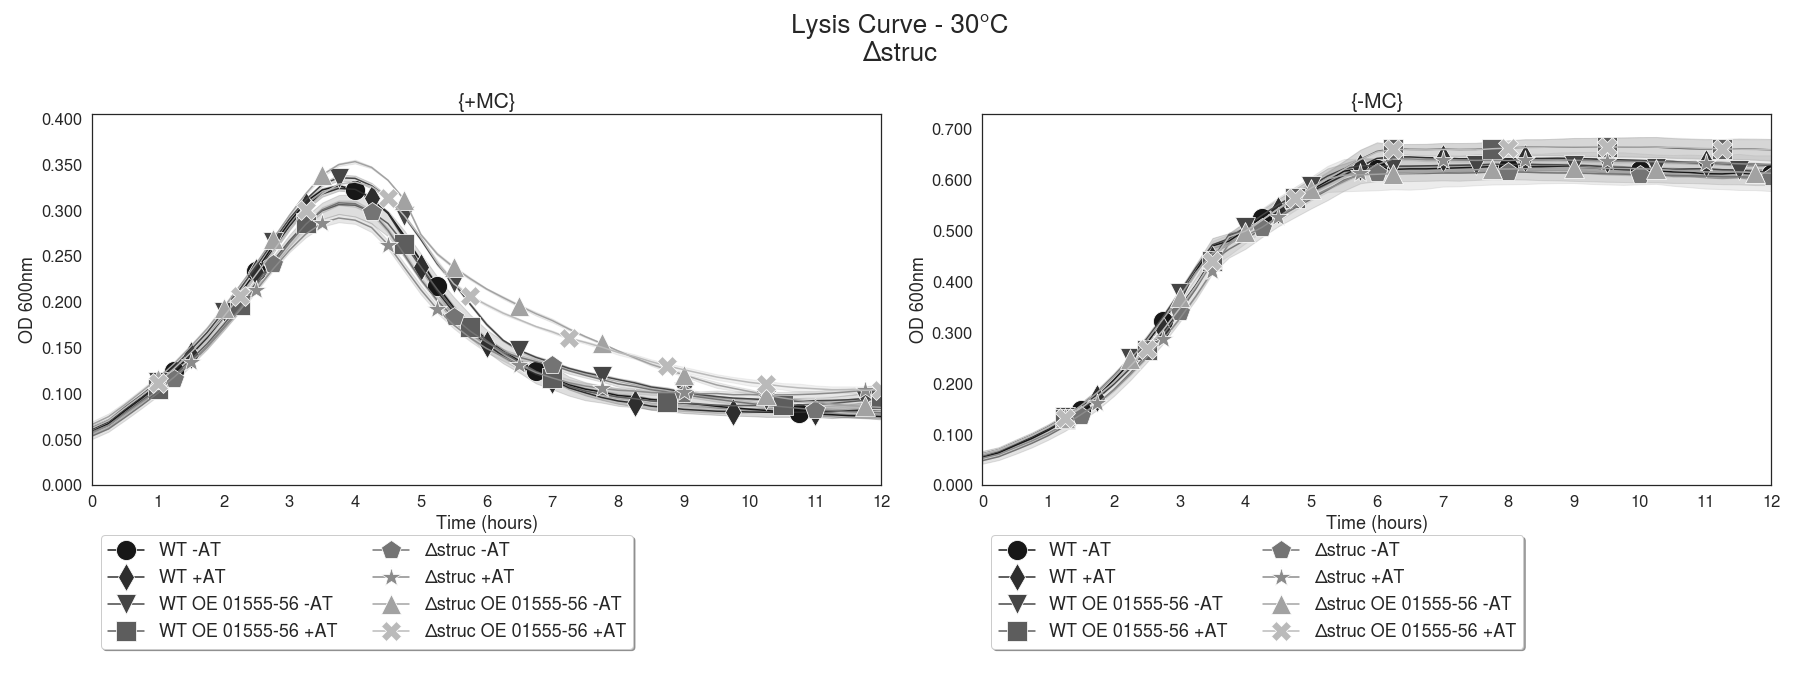 Lysis Curve - 30°C
Δstruc
{+MC}
0.400
0.350
0.300
0.250
0.200
0.150
0.100
0.050
0.000
OD 600nm
0 1 2 3 4 5 6 7 8 9 10 11 12
Time (hours)
WT -AT
WT +AT
WT OE 01555-56 -AT
WT OE 01555-56 +AT
Δstruc -AT
Δstruc +AT
Δstruc OE 01555-56 -AT
Δstruc OE 01555-56 +AT
{-MC}
0.700
0.600
0.500
0.400
0.300
0.200
0.100
0.000
OD 600nm
0 1 2 3 4 5 6 7 8 9 10 11 12
Time (hours)
WT -AT
WT +AT
WT OE 01555-56 -AT
WT OE 01555-56 +AT
Δstruc -AT
Δstruc +AT
Δstruc OE 01555-56 -AT
Δstruc OE 01555-56 +AT